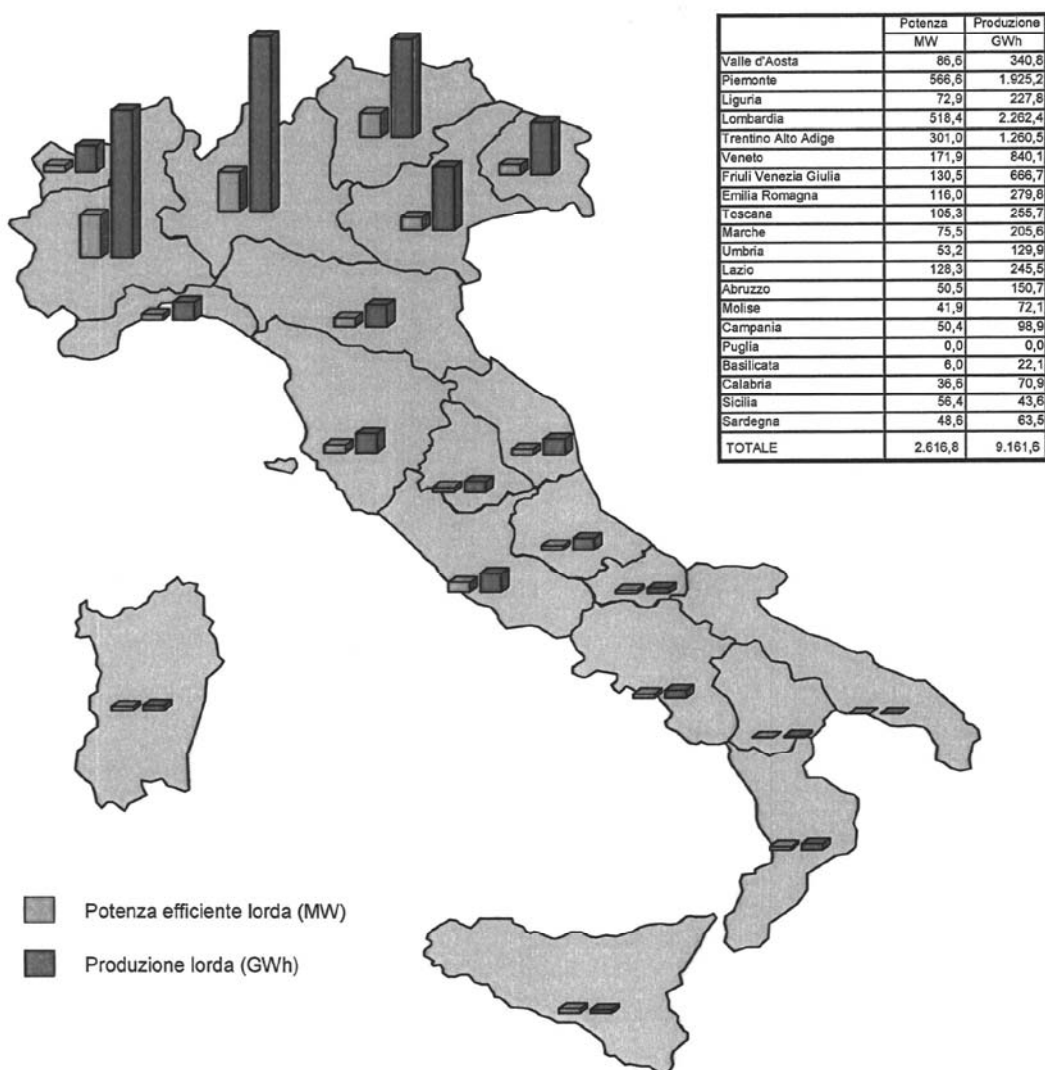 Potenza Produzione
MW GWh
Valle d'Aosta 86,6 340,8
Piemonte 566,6 1.925,2
Liguria 72,9 227,8
Lombardia 518,4 2.262,4
Trentino Alto Adige 301,0 1.260,5
Veneto 171,9 840,1
Friuli Venezia Giulia 130,5 666,7
Emilia Romagna 116,0 279,8
Toscana 105,3 255,7
Marche 75,5 205,6
Umbria 53,2 129,9
Lazio 128,3 245,5
Abruzzo 50,5 150,7
Molise 41,9 72,1
Campania 50,4 98,9
Puglia 0,0 0,0
Basilicata 6,0 22,1
Calabria 36,6 70,9
Sicilia 56,4 43,6
Sardegna 48,6 63,5
TOTALE 2.616,8 9.161,6
Potenza efficiente lorda (MW)
Produzione lorda (GWh)